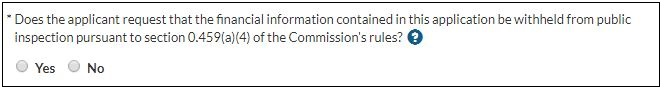 * Does the applicant request that the financial information contained in this application be withheld from public
inspection pursuant to section 0.459(a)(4) of the Commission's rules? ?
Yes No